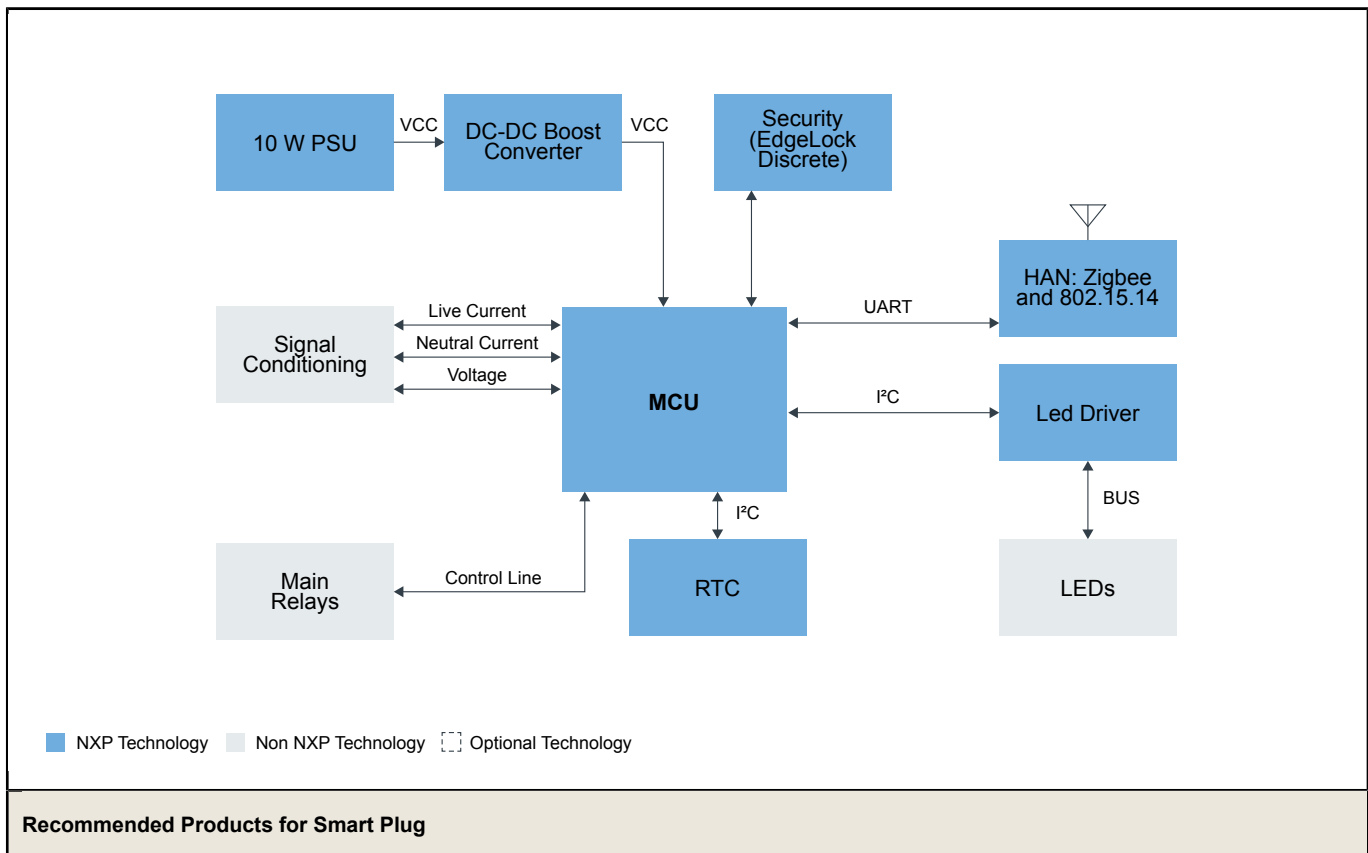 10 W PSU
VCC
DC-DC Boost
Converter
VCC
Security
(EdgeLock
Discrete)
HAN: Zigbee
and 802.15.14
UART
Signal
Conditioning
Live Current
Neutral Current
Voltage
MCU
I²C
Led Driver
BUS
I²C
Main
Relays
Control Line
RTC
LEDs
NXP Technology
Non NXP Technology
Optional Technology
Recommended Products for Smart Plug